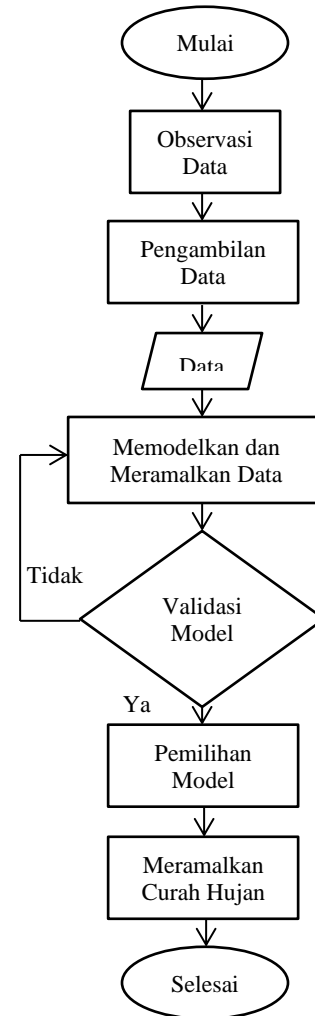 Mulai
Observasi
Data
Pengambilan
Data
Data
Memodelkan dan
Meramalkan Data
Tidak
Validasi
Model
Ya
Pemilihan
Model
Meramalkan
Curah Hujan
Selesai